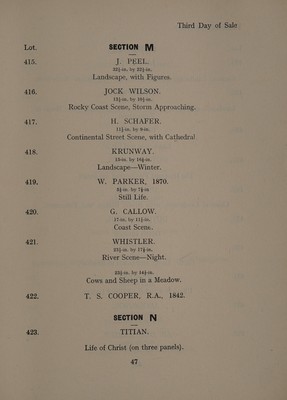 Third Day of Sale
Lot. SECTION M
415. J. PEEL.
Landscape, with Figures.
416. JOCK WILSON.
Rocky Coast Scene, Storm Approaching.
417. H. SCHAFER.
Continental Street Scene, with Cathedral
418. KRUNWAY.
Landscape—Winter.
419. W. PARKER, 1870.
Still Life.
420. G. CALLOW.
Coast Scene.
421. WHISTLER.
River Scene—Night.
Cows and Sheep in a Meadow.
422. T. S. COOPER, R.A., 1842.
SECTION N
423. TITIAN.
Life of Christ (on three panels).
47